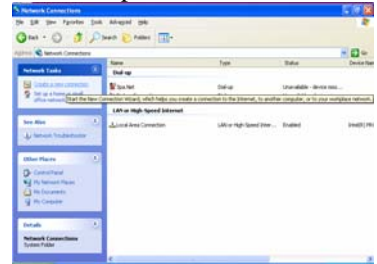 Network Connections
File Edit View Favorites Tools Advanced Help
Back Search Folders
Address Network Connections Go
Name Type Status Device Nam
Network Tasks
Create a new connection
Set up a home or small
office network
Start the New Connection Wizard, which helps you create a connection to the Internet, to another computer, or to your workplace network.
Dial-up
Dial-up Unavailable - device miss...
LAN or High-Speed Internet
Local Area Connection LAN or High-Speed Inter... Enabled Intel(R) PRO
See Also
Network Troubleshooter
Other Places
Control Panel
My Network Places
My Documents
My Computer
Details
Network Connections
System Folder